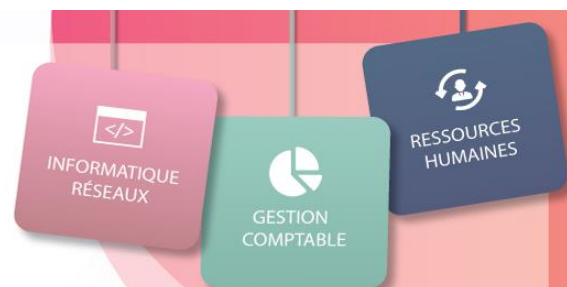 </>
INFORMATIQUE
RÉSEAUX
GESTION
COMPTABLE
RESSOURCES
HUMAINES